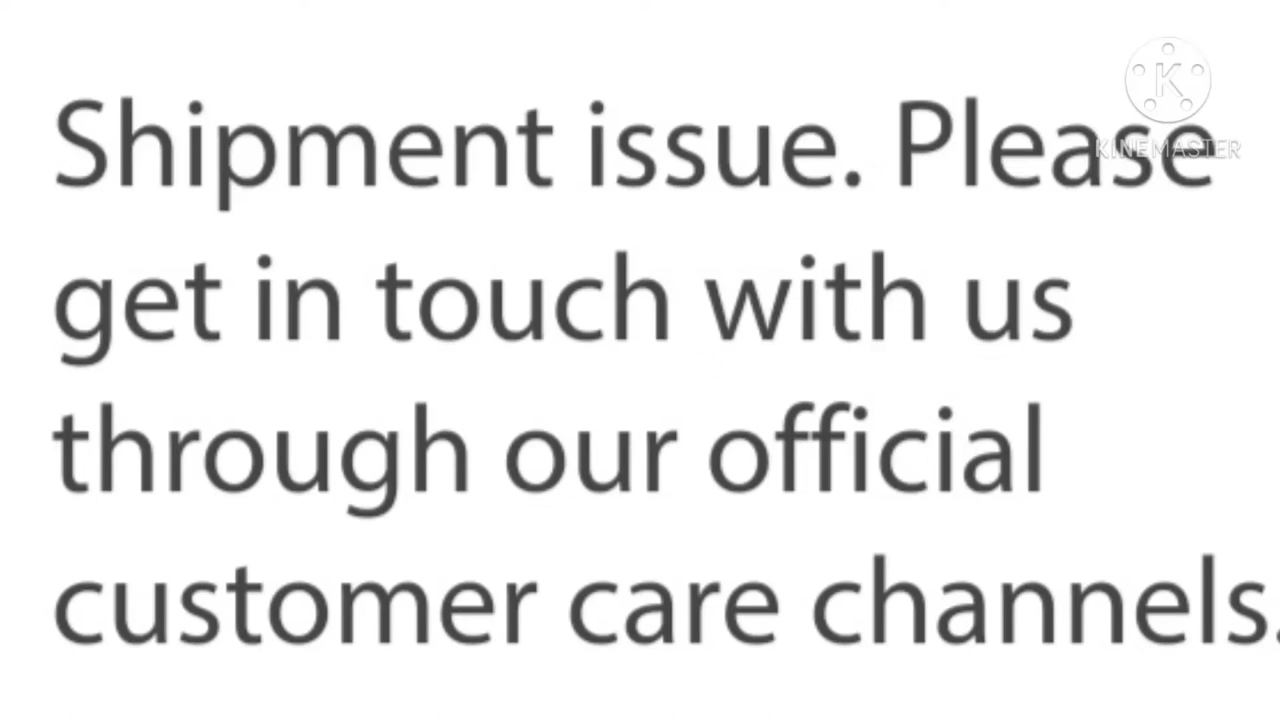 Shipment issue. Please
KINEMASTER
get in touch with us
through our official
customer care channels.